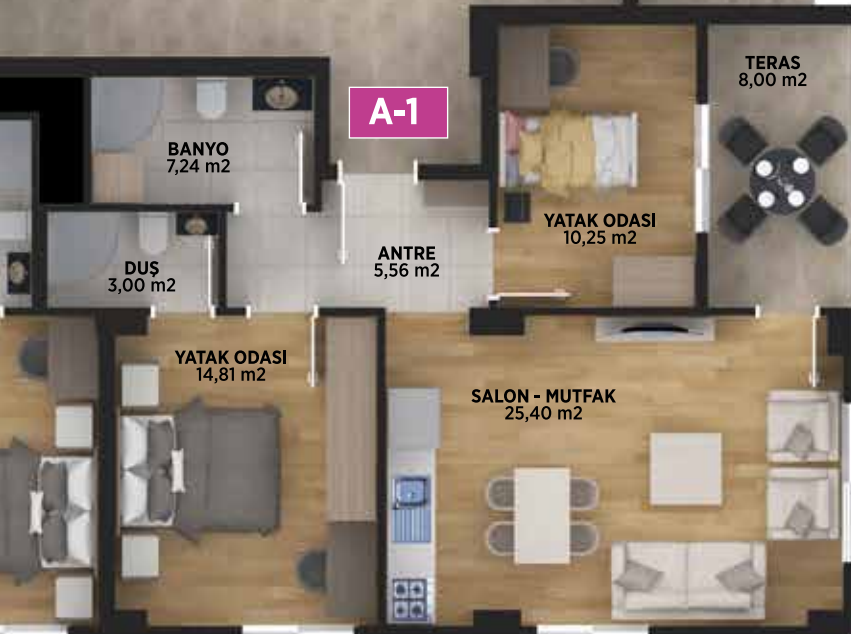 A-1
TERAS
8,00 m2
BANYO
7,24 m2
YATAK ODASI
10,25 m2
ANTRE
5,56 m2
DUŞ
3,00 m2
YATAK ODASI
14,81 m2
SALON - MUTFAK
25,40 m2